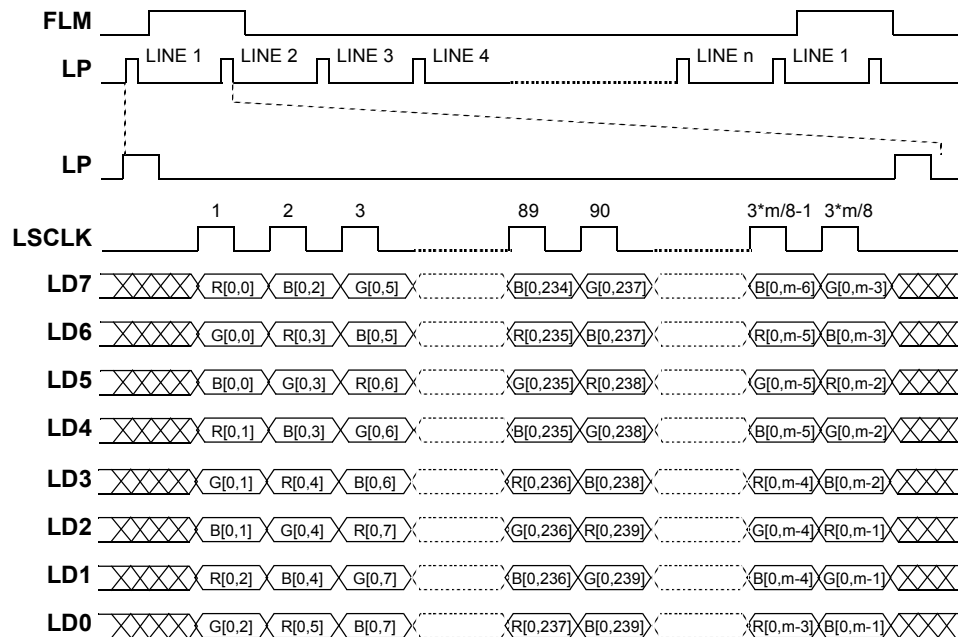 FLM
LP LINE 1 LINE 2 LINE 3 LINE 4 LINE n LINE 1
LP
1 2 3 89 90 3*m/8-1 3*m/8
LSCLK
LD7 R[0,0] B[0,2] G[0,5] B[0,234] G[0,237] B[0,m-6] G[0,m-3]
LD6 G[0,0] R[0,3] B[0,5] R[0,235] B[0,237] R[0,m-5] B[0,m-3]
LD5 B[0,0] G[0,3] R[0,6] G[0,235] R[0,238] G[0,m-5] R[0,m-2]
LD4 R[0,1] B[0,3] G[0,6] B[0,235] G[0,238] B[0,m-5] G[0,m-2]
LD3 G[0,1] R[0,4] B[0,6] R[0,236] B[0,238] R[0,m-4] B[0,m-2]
LD2 B[0,1] G[0,4] R[0,7] G[0,236] R[0,239] G[0,m-4] R[0,m-1]
LD1 R[0,2] B[0,4] G[0,7] B[0,236] G[0,239] B[0,m-4] G[0,m-1]
LD0 G[0,2] R[0,5] B[0,7] R[0,237] B[0,239] R[0,m-3] B[0,m-1]